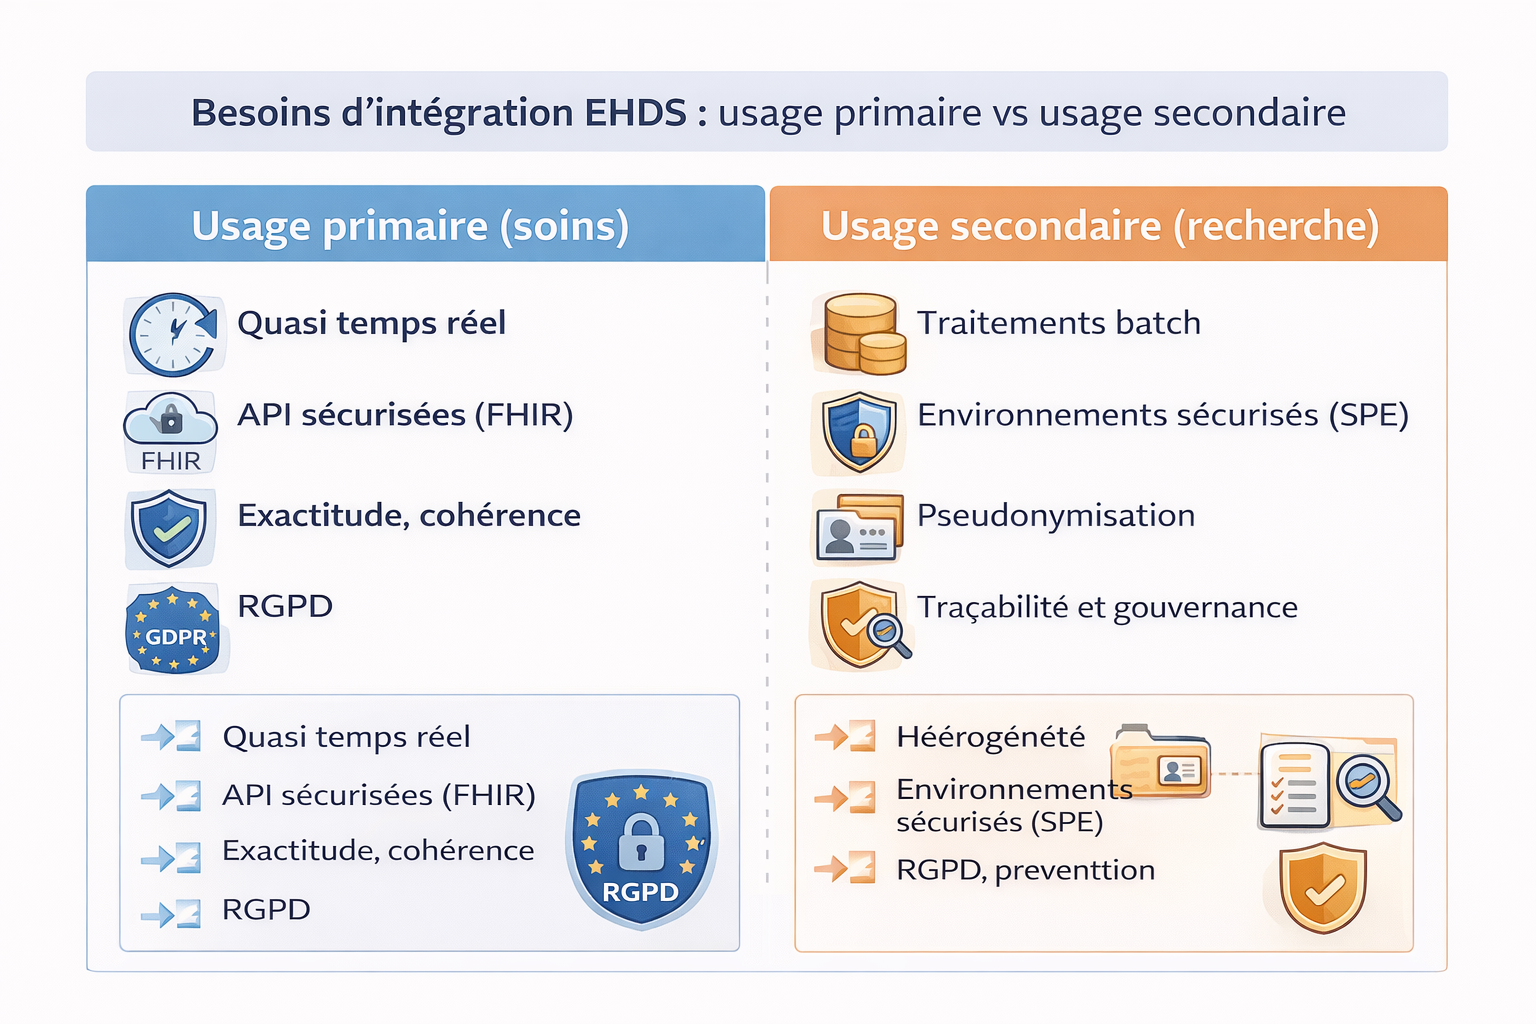 Besoins d’intégration EHDS : usage primaire vs usage secondaire
Usage primaire (soins)
Quasi temps réel
API sécurisées (FHIR)
FHIR
Exactitude, cohérence
RGPD
GDPR
Quasi temps réel
API sécurisées (FHIR)
Exactitude, cohérence
RGPD
RGPD
Usage secondaire (recherche)
Traitements batch
Environnements sécurisés (SPE)
Pseudonymisation
Traçabilité et gouvernance
Héérogénété
Environnements
sécurisés (SPE)
RGPD, preventtion